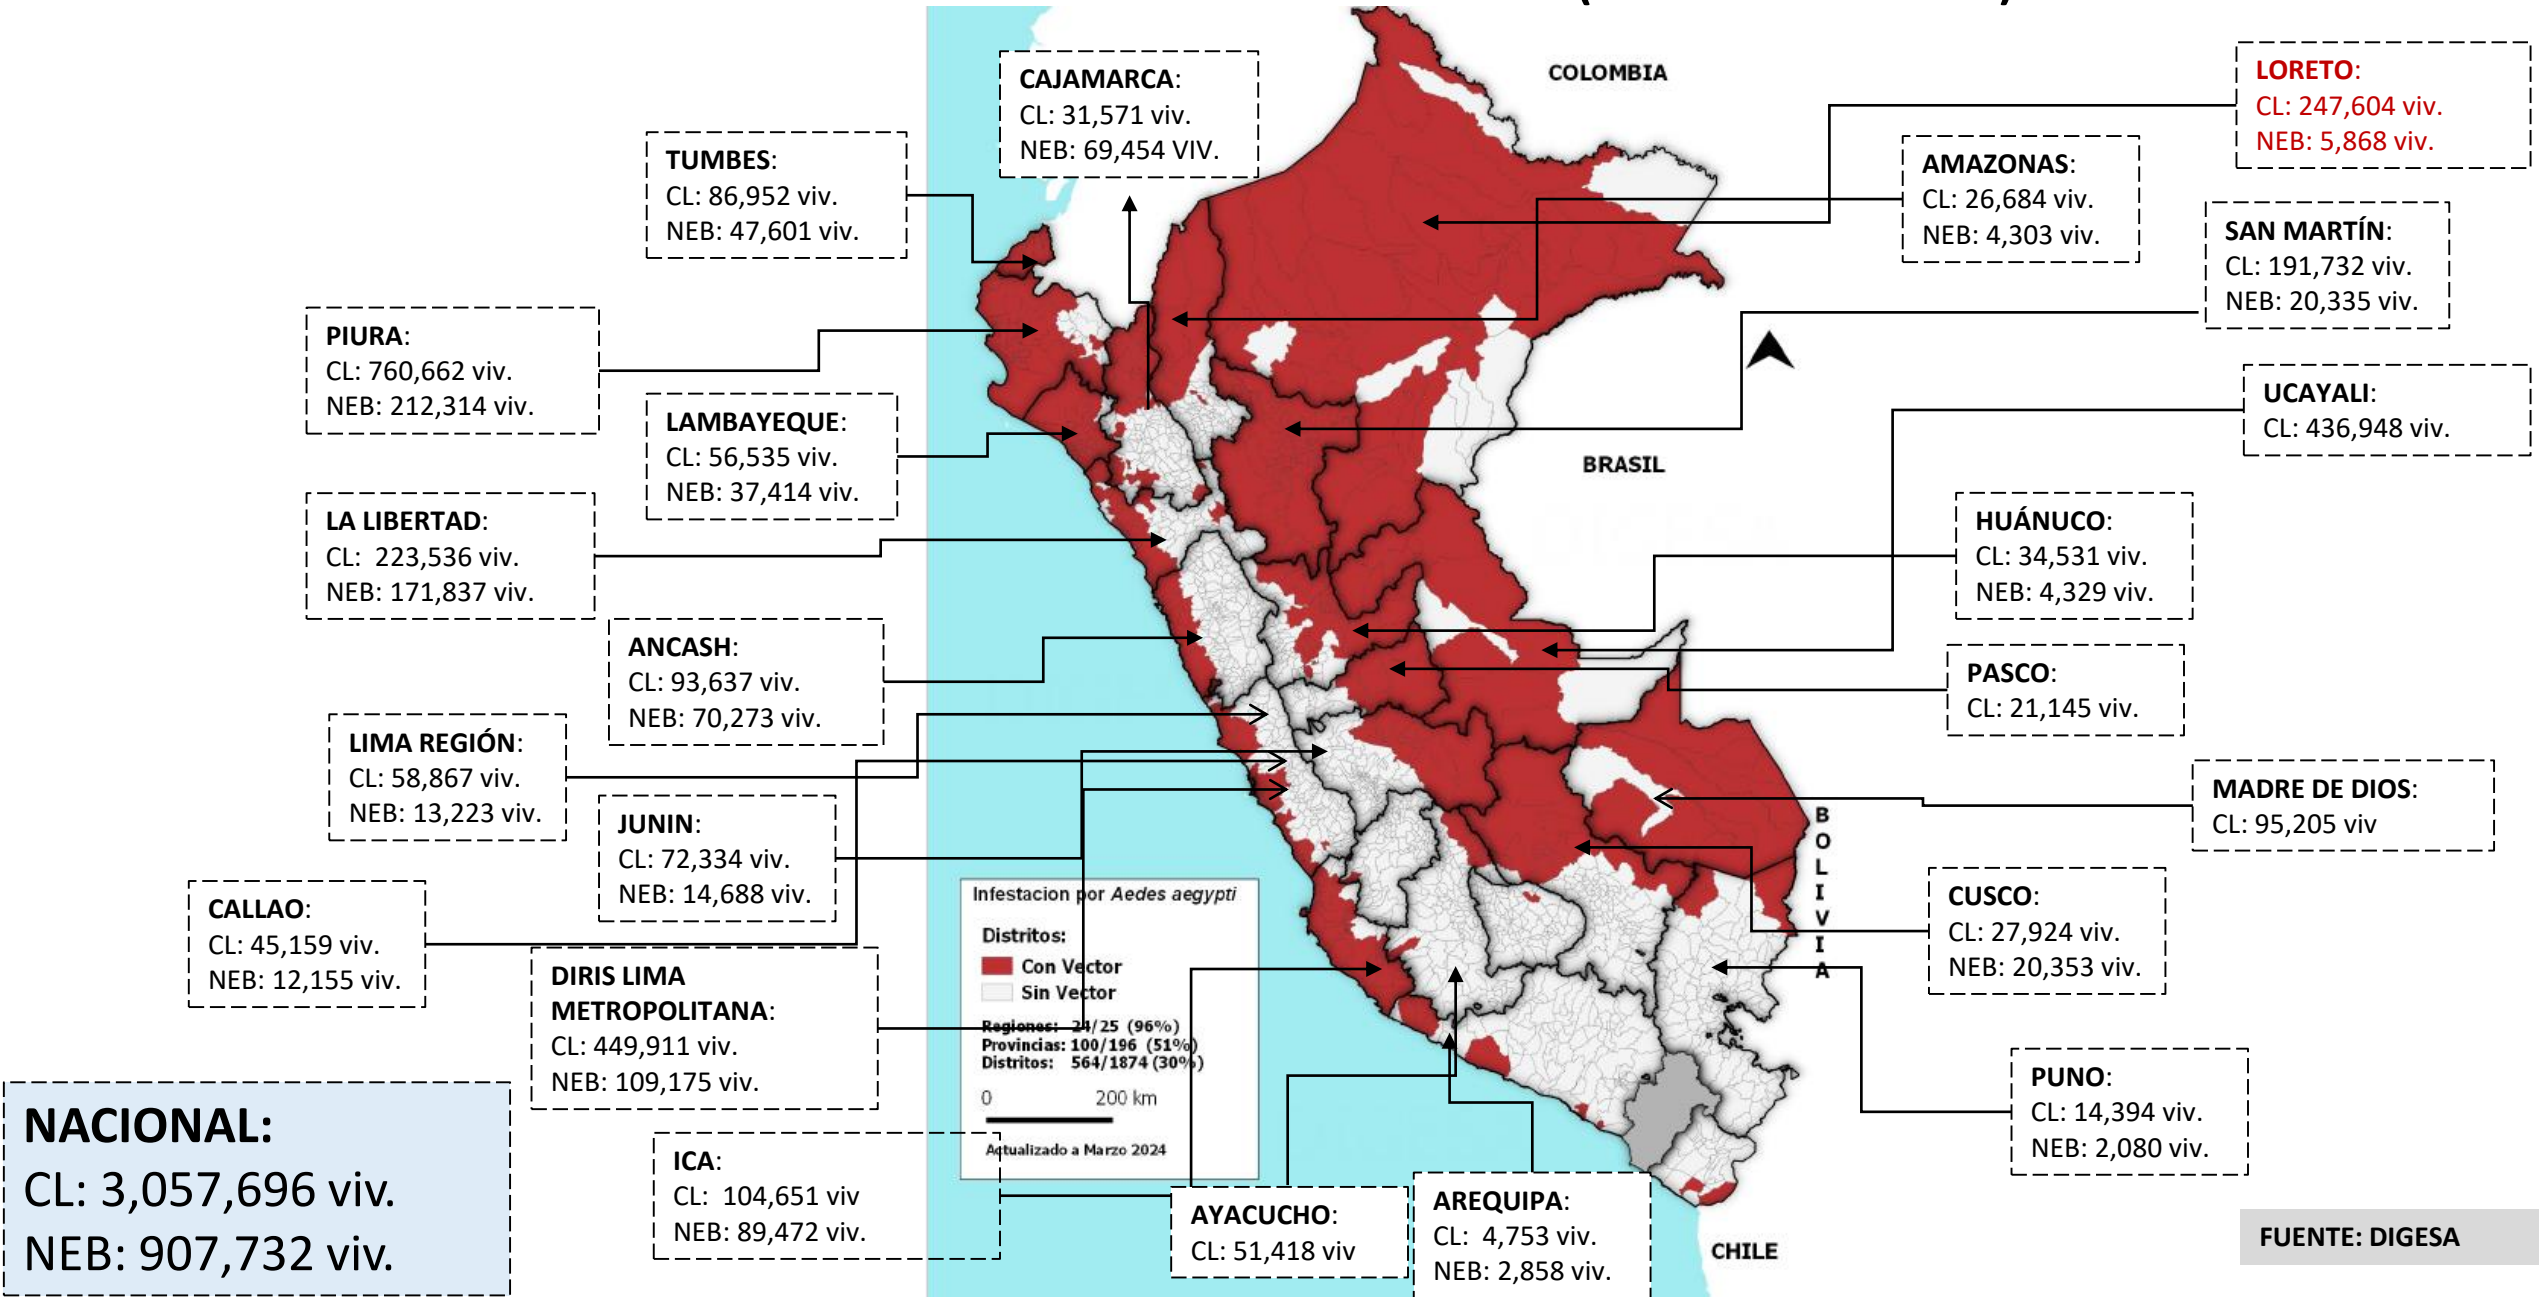 COLOMBIA
CAJAMARCA:
CL: 31,571 viv.
NEB: 69,454 VIV.
LORETO:
CL: 247,604 viv.
NEB: 5,868 viv.
TUMBES:
CL: 86,952 viv.
NEB: 47,601 viv.
AMAZONAS:
CL: 26,684 viv.
NEB: 4,303 viv.
SAN MARTÍN:
CL: 191,732 viv.
NEB: 20,335 viv.
PIURA:
CL: 760,662 viv.
NEB: 212,314 viv.
LAMBAYEQUE:
CL: 56,535 viv.
NEB: 37,414 viv.
UCAYALI:
CL: 436,948 viv.
BRASIL
LA LIBERTAD:
CL: 223,536 viv.
NEB: 171,837 viv.
HUÁNUCO:
CL: 34,531 viv.
NEB: 4,329 viv.
ANCASH:
CL: 93,637 viv.
NEB: 70,273 viv.
PASCO:
CL: 21,145 viv.
LIMA REGIÓN:
CL: 58,867 viv.
NEB: 13,223 viv.
JUNIN:
CL: 72,334 viv.
NEB: 14,688 viv.
MADRE DE DIOS:
CL: 95,205 viv
BOLIVIA
CALLAO:
CL: 45,159 viv.
NEB: 12,155 viv.
CUSCO:
CL: 27,924 viv.
NEB: 20,353 viv.
DIRIS LIMA
METROPOLITANA:
CL: 449,911 viv.
NEB: 109,175 viv.
Infestacion por Aedes aegypti
Distritos:
Con Vector
Sin Vector
Regiones: 24/25 (96%)
Provincias: 100/196 (51%)
Distritos: 564/1874 (30%)
0 200 km
Actualizado a Marzo 2024
PUNO:
CL: 14,394 viv.
NEB: 2,080 viv.
NACIONAL:
CL: 3,057,696 viv.
NEB: 907,732 viv.
ICA:
CL: 104,651 viv
NEB: 89,472 viv.
AYACUCHO:
CL: 51,418 viv
AREQUIPA:
CL: 4,753 viv.
NEB: 2,858 viv.
CHILE
FUENTE: DIGESA